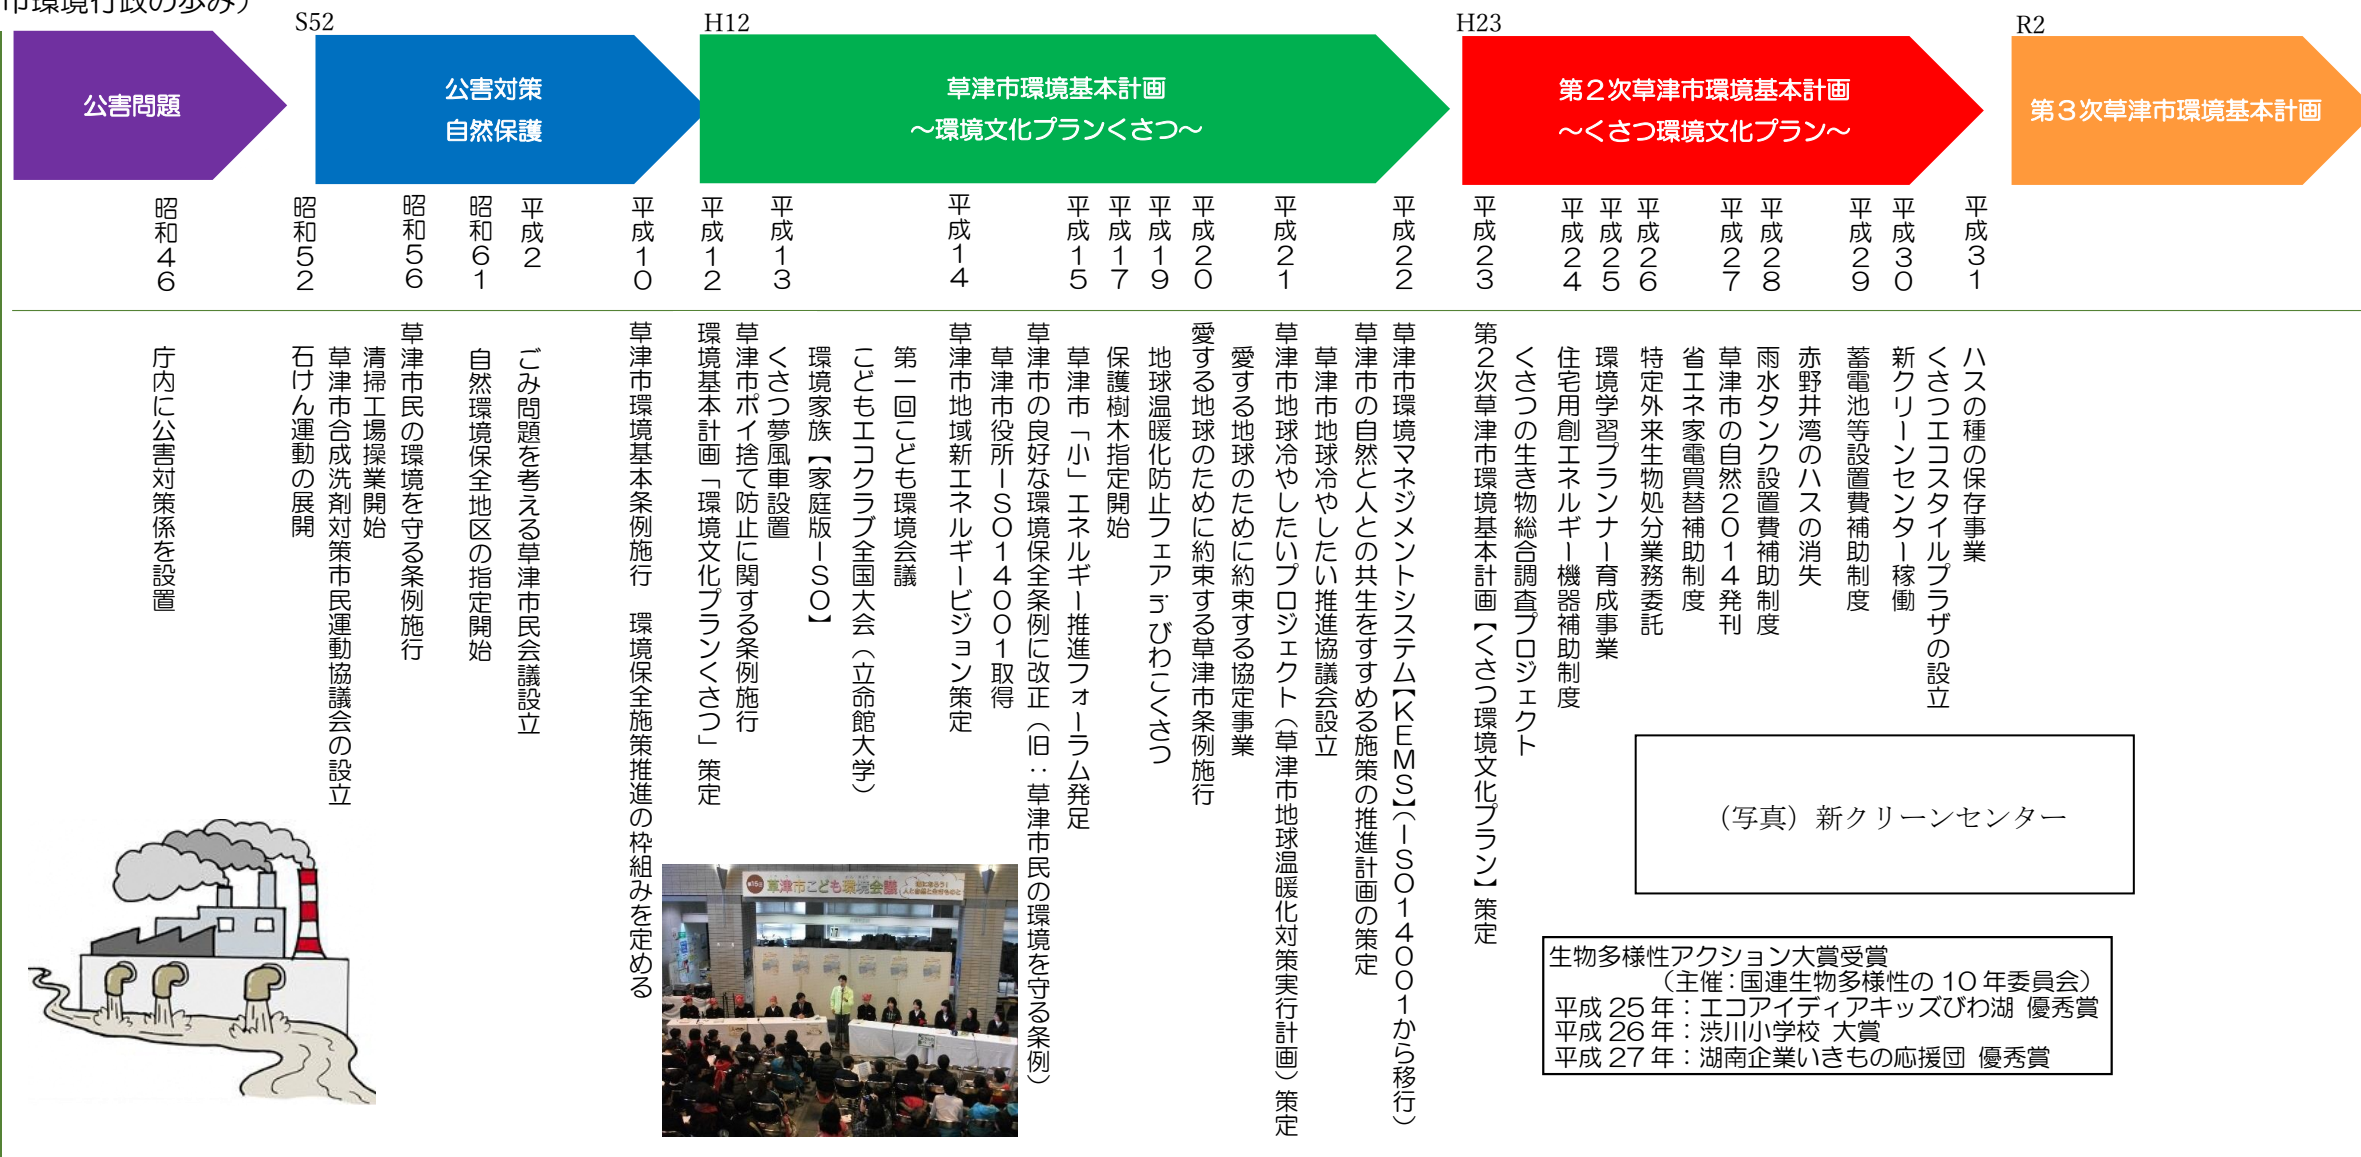 市環境行政の歩み）
S52
H12
H23
R2
公害問題
公害対策
自然保護
草津市環境基本計画
～環境文化プランくさつ～
第２次草津市環境基本計画
～くさつ環境文化プラン～
第３次草津市環境基本計画
昭和４６
昭和５２
昭和５６
昭和６１
平成２
平成１０
平成１２
平成１３
平成１４
平成１５
平成１７
平成１９
平成２０
平成２１
平成２２
平成２３
平成２４
平成２５
平成２６
平成２７
平成２８
平成２９
平成３０
平成３１
庁内に公害対策係を設置
石けん運動の展開
草津市合成洗剤対策市民運動協議会の設立
清掃工場操業開始
草津市民の環境を守る条例施行
自然環境保全地区の指定開始
ごみ問題を考える草津市民会議設立
草津市環境基本条例施行　環境保全施策推進の枠組みを定める
環境基本計画「環境文化プランくさつ」策定
草津市ポイ捨て防止に関する条例施行
くさつ夢風車設置
環境家族【家庭版ＩＳＯ】
こどもエコクラブ全国大会（立命館大学）
第一回こども環境会議
草津市地域新エネルギービジョン策定
草津市役所ＩＳＯ１４００１取得
草津市の良好な環境保全条例に改正（旧：草津市民の環境を守る条例）
草津市「小」エネルギー推進フォーラム発足
保護樹木指定開始
地球温暖化防止フェア㌃びわこくさつ
愛する地球のために約束する草津市条例施行
愛する地球のために約束する協定事業
草津市地球冷やしたいプロジェクト（草津市地球温暖化対策実行計画）策定
草津市地球冷やしたい推進協議会設立
草津市の自然と人との共生をすすめる施策の推進計画の策定
草津市環境マネジメントシステム【ＫＥＭＳ】（ＩＳＯ１４００１から移行）
第２次草津市環境基本計画【くさつ環境文化プラン】策定
くさつの生き物総合調査プロジェクト
住宅用創エネルギー機器補助制度
環境学習プランナー育成事業
特定外来生物処分業務委託
省エネ家電買替補助制度
草津市の自然２０１４発刊
雨水タンク設置費補助制度
赤野井湾のハスの消失
蓄電池等設置費補助制度
新クリーンセンター稼働
くさつエコスタイルプラザの設立
ハスの種の保存事業
草津市こども環境会議
（写真）新クリーンセンター
生物多様性アクション大賞受賞
（主催：国連生物多様性の 10 年委員会）
平成 25 年：エコアイディアキッズびわ湖 優秀賞
平成 26 年：渋川小学校 大賞
平成 27 年：湖南企業いきもの応援団 優秀賞